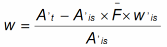 w = (A't − A'is × F̄ × w'is) / A'is